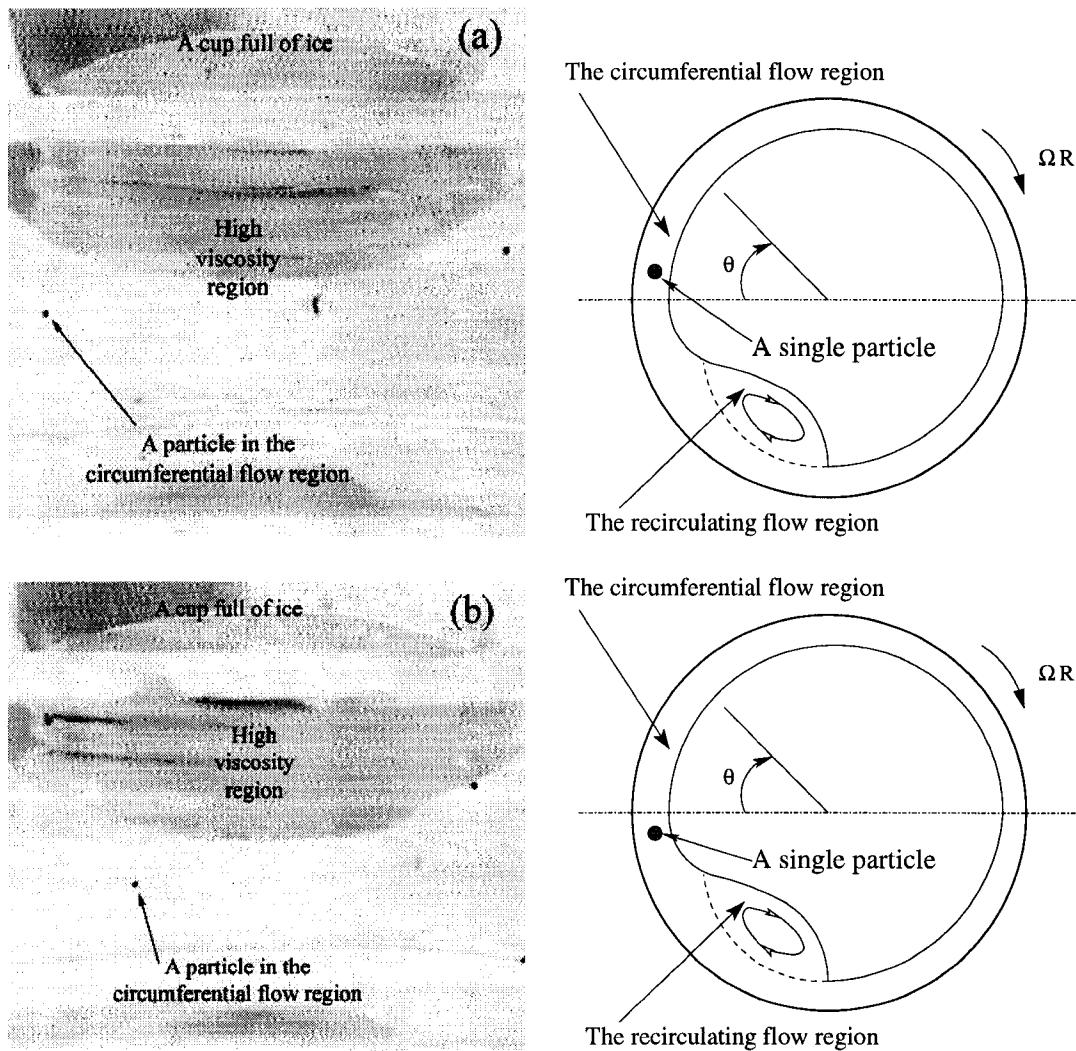 A cup full of ice
(a)
High
viscosity
region
A particle in the
circumferential flow region
The circumferential flow region
ΩR
θ
A single particle
The recirculating flow region
A cup full of ice
(b)
High
viscosity
region
A particle in the
circumferential flow region
The circumferential flow region
ΩR
θ
A single particle
The recirculating flow region